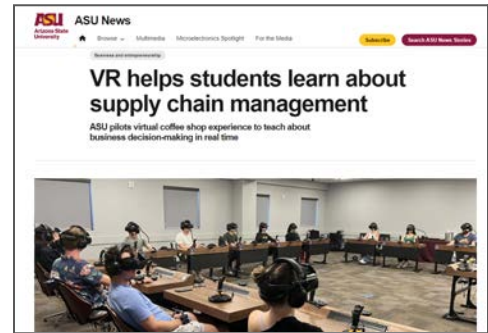 ASU
Arizona State
University
ASU News
Browse
Multimedia
Microelectronics Spotlight
For the Media
Subscribe
Search ASU News Stories
Business and entrepreneurship
VR helps students learn about
supply chain management
ASU pilots virtual coffee shop experience to teach about
business decision-making in real time